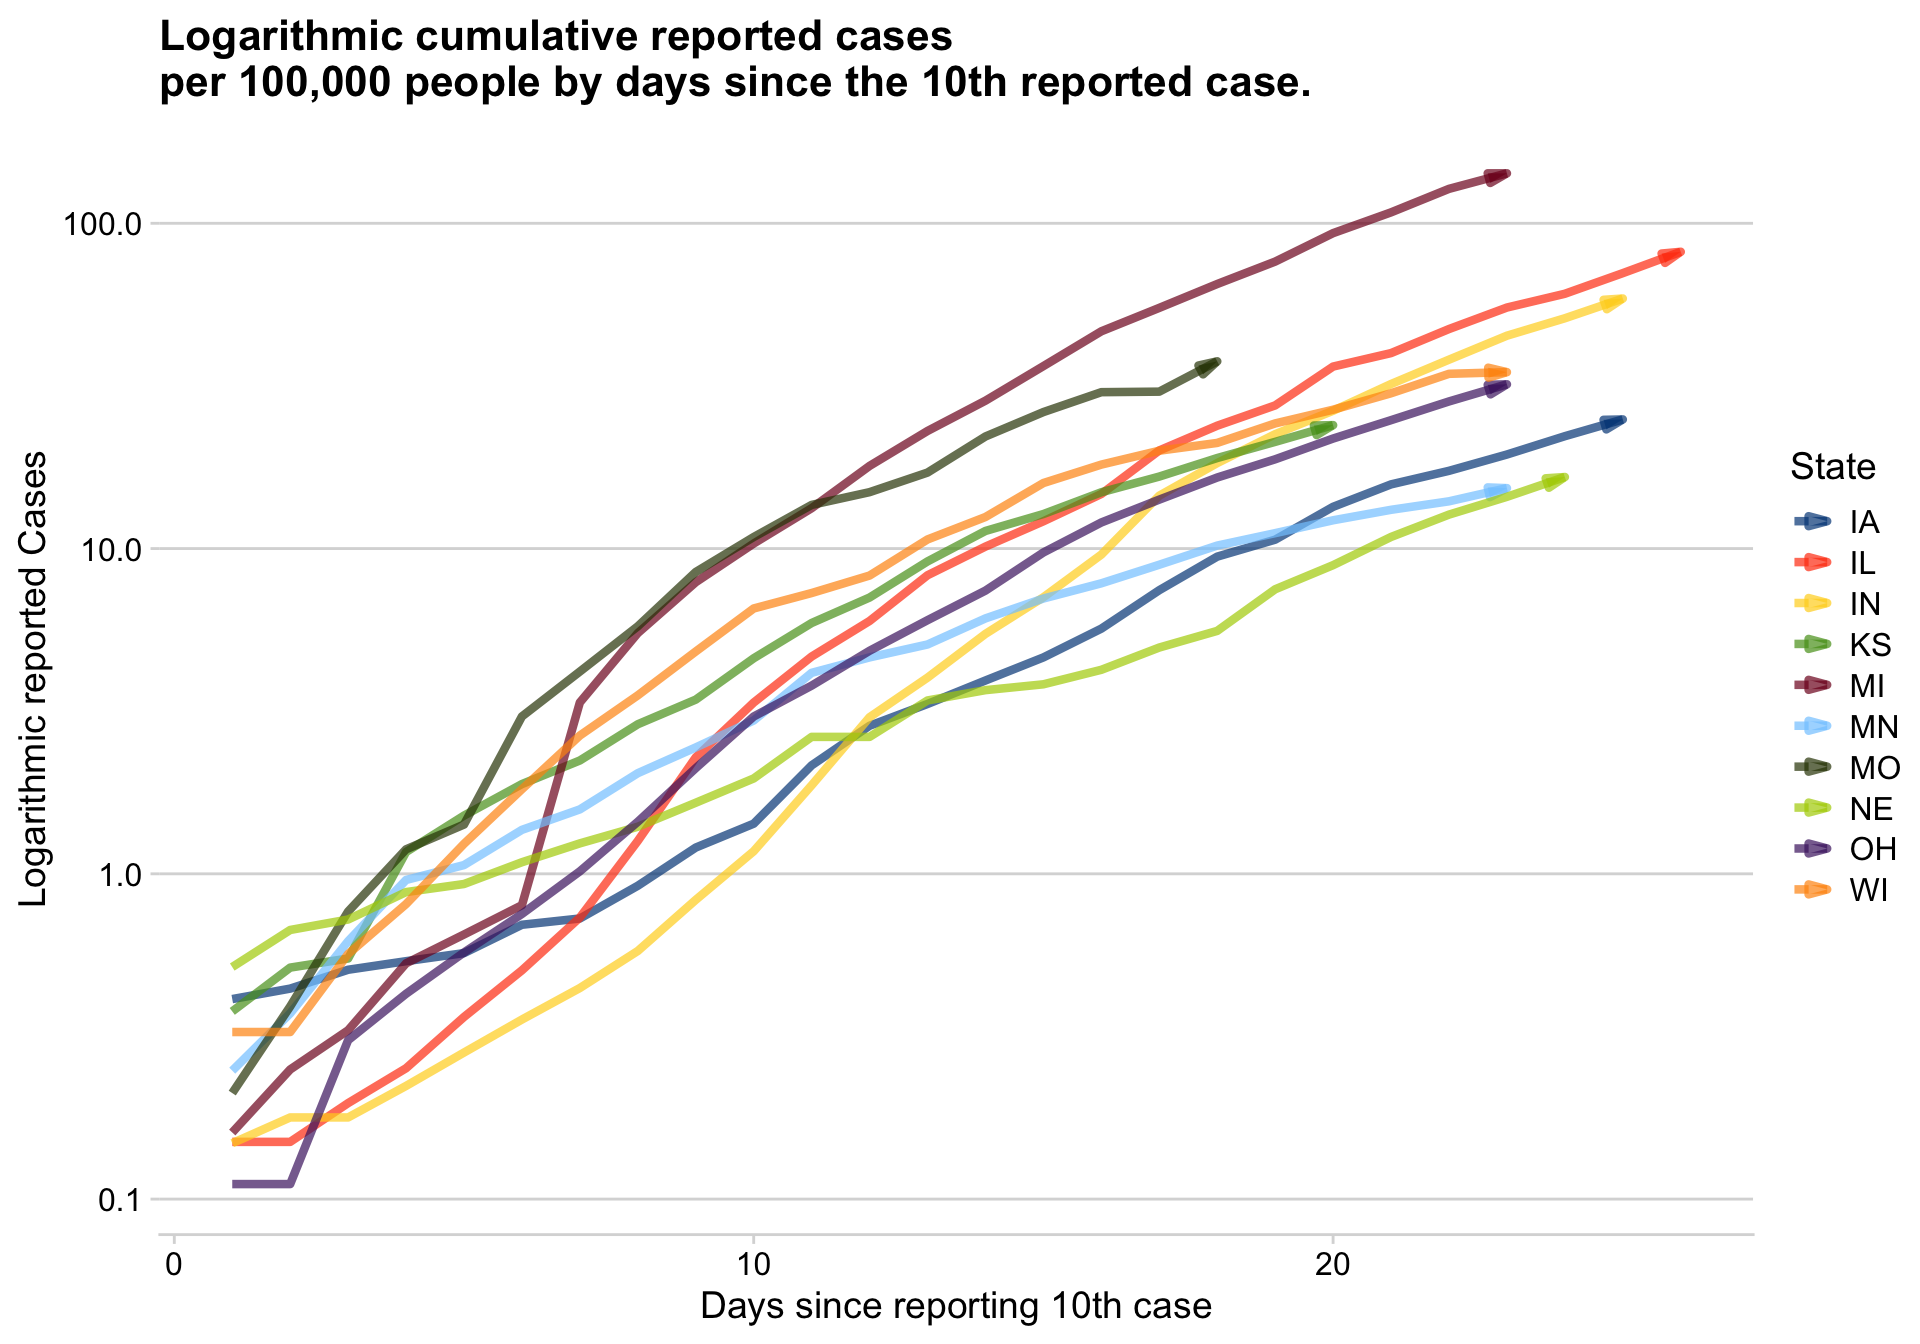 Logarithmic cumulative reported cases
per 100,000 people by days since the 10th reported case.
Logarithmic reported Cases
100.0
10.0
1.0
0.1
0
10
20
Days since reporting 10th case
State
IA
IL
IN
KS
MI
MN
MO
NE
OH
WI